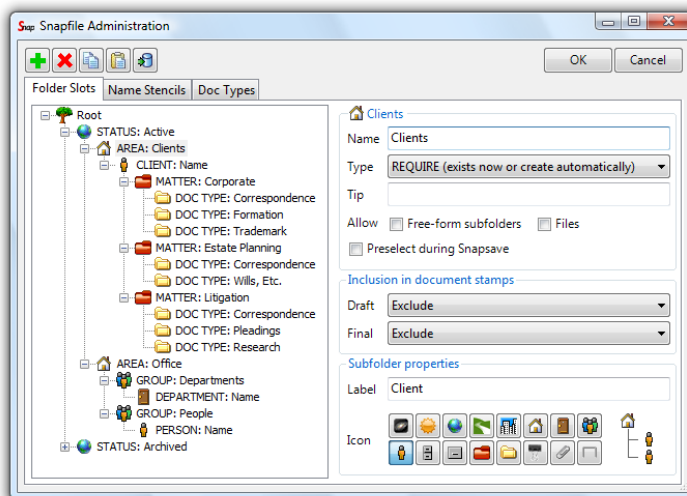 Snap Snapfile Administration
OK Cancel
Folder Slots Name Stencils Doc Types
Root
STATUS: Active
AREA: Clients
CLIENT: Name
MATTER: Corporate
DOC TYPE: Correspondence
DOC TYPE: Formation
DOC TYPE: Trademark
MATTER: Estate Planning
DOC TYPE: Correspondence
DOC TYPE: Wills, Etc.
MATTER: Litigation
DOC TYPE: Correspondence
DOC TYPE: Pleadings
DOC TYPE: Research
AREA: Office
GROUP: Departments
DEPARTMENT: Name
GROUP: People
PERSON: Name
STATUS: Archived
Clients
Name Clients
Type REQUIRE (exists now or create automatically)
Tip
Allow Free-form subfolders Files
Preselect during Snapsave
Inclusion in document stamps
Draft Exclude
Final Exclude
Subfolder properties
Label Client
Icon